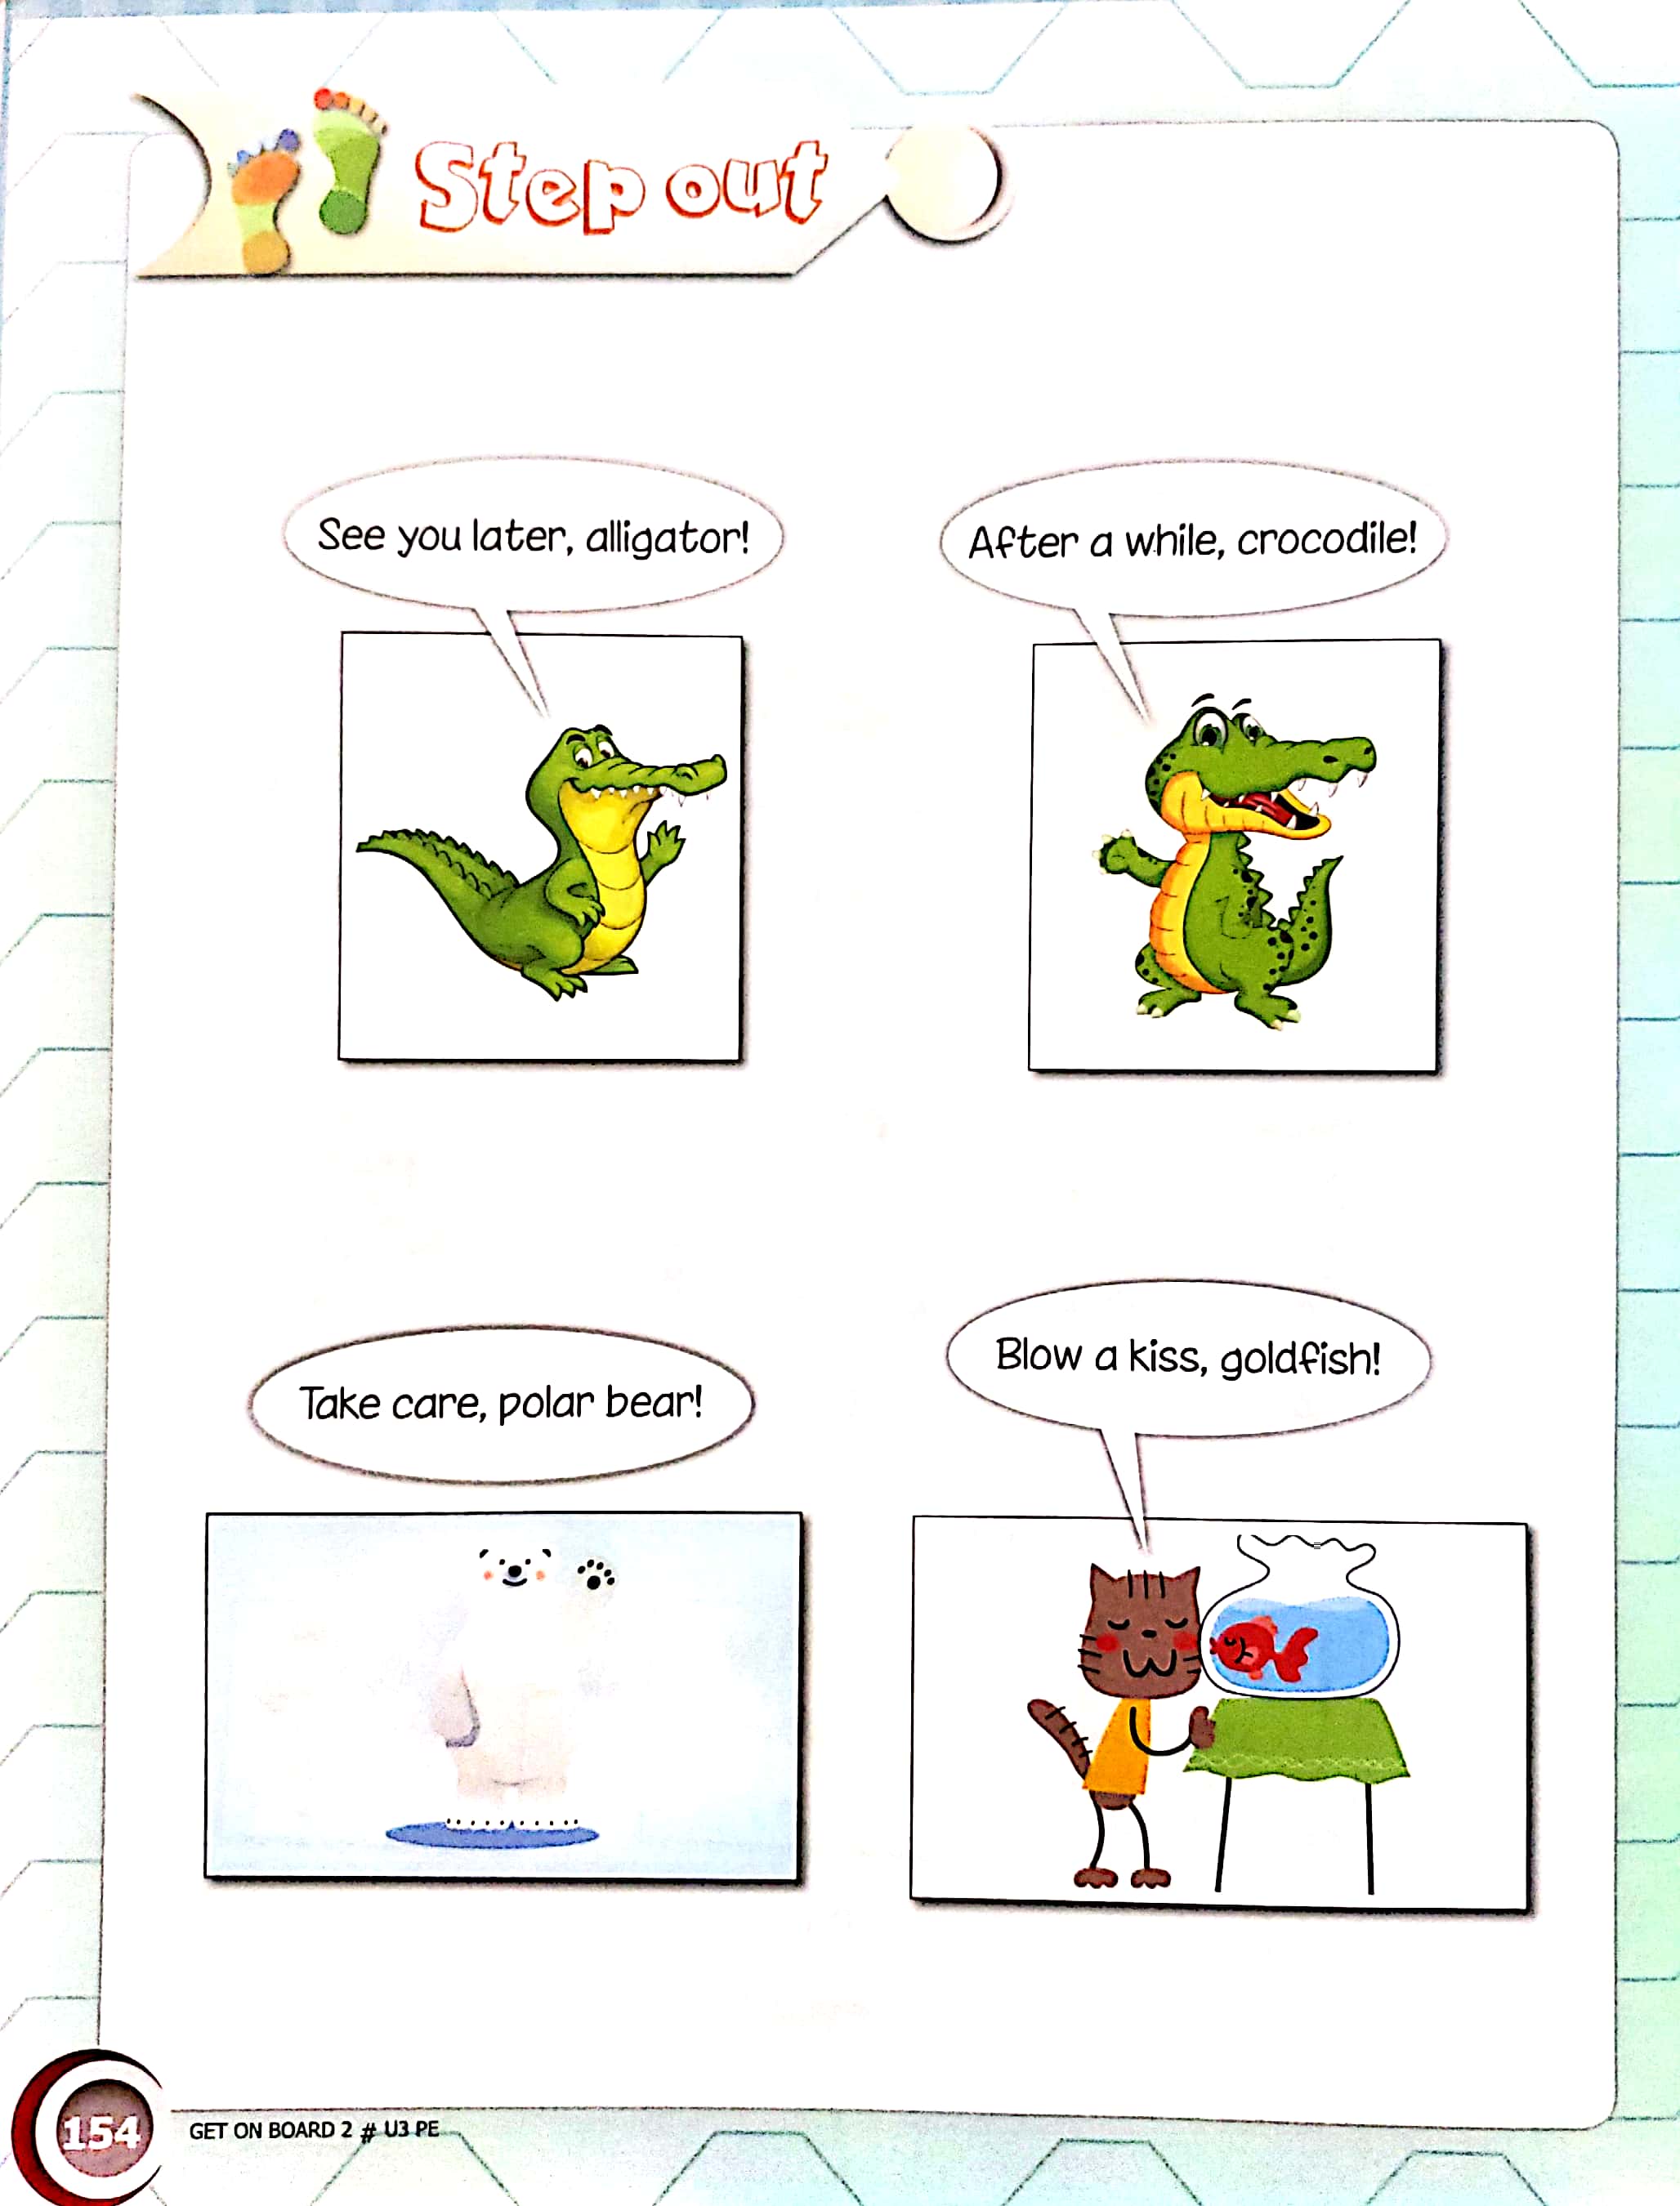 Step out
See you later, alligator!
After a while, crocodile!
Take care, polar bear!
Blow a kiss, goldfish!
154
GET ON BOARD 2 # U3 PE